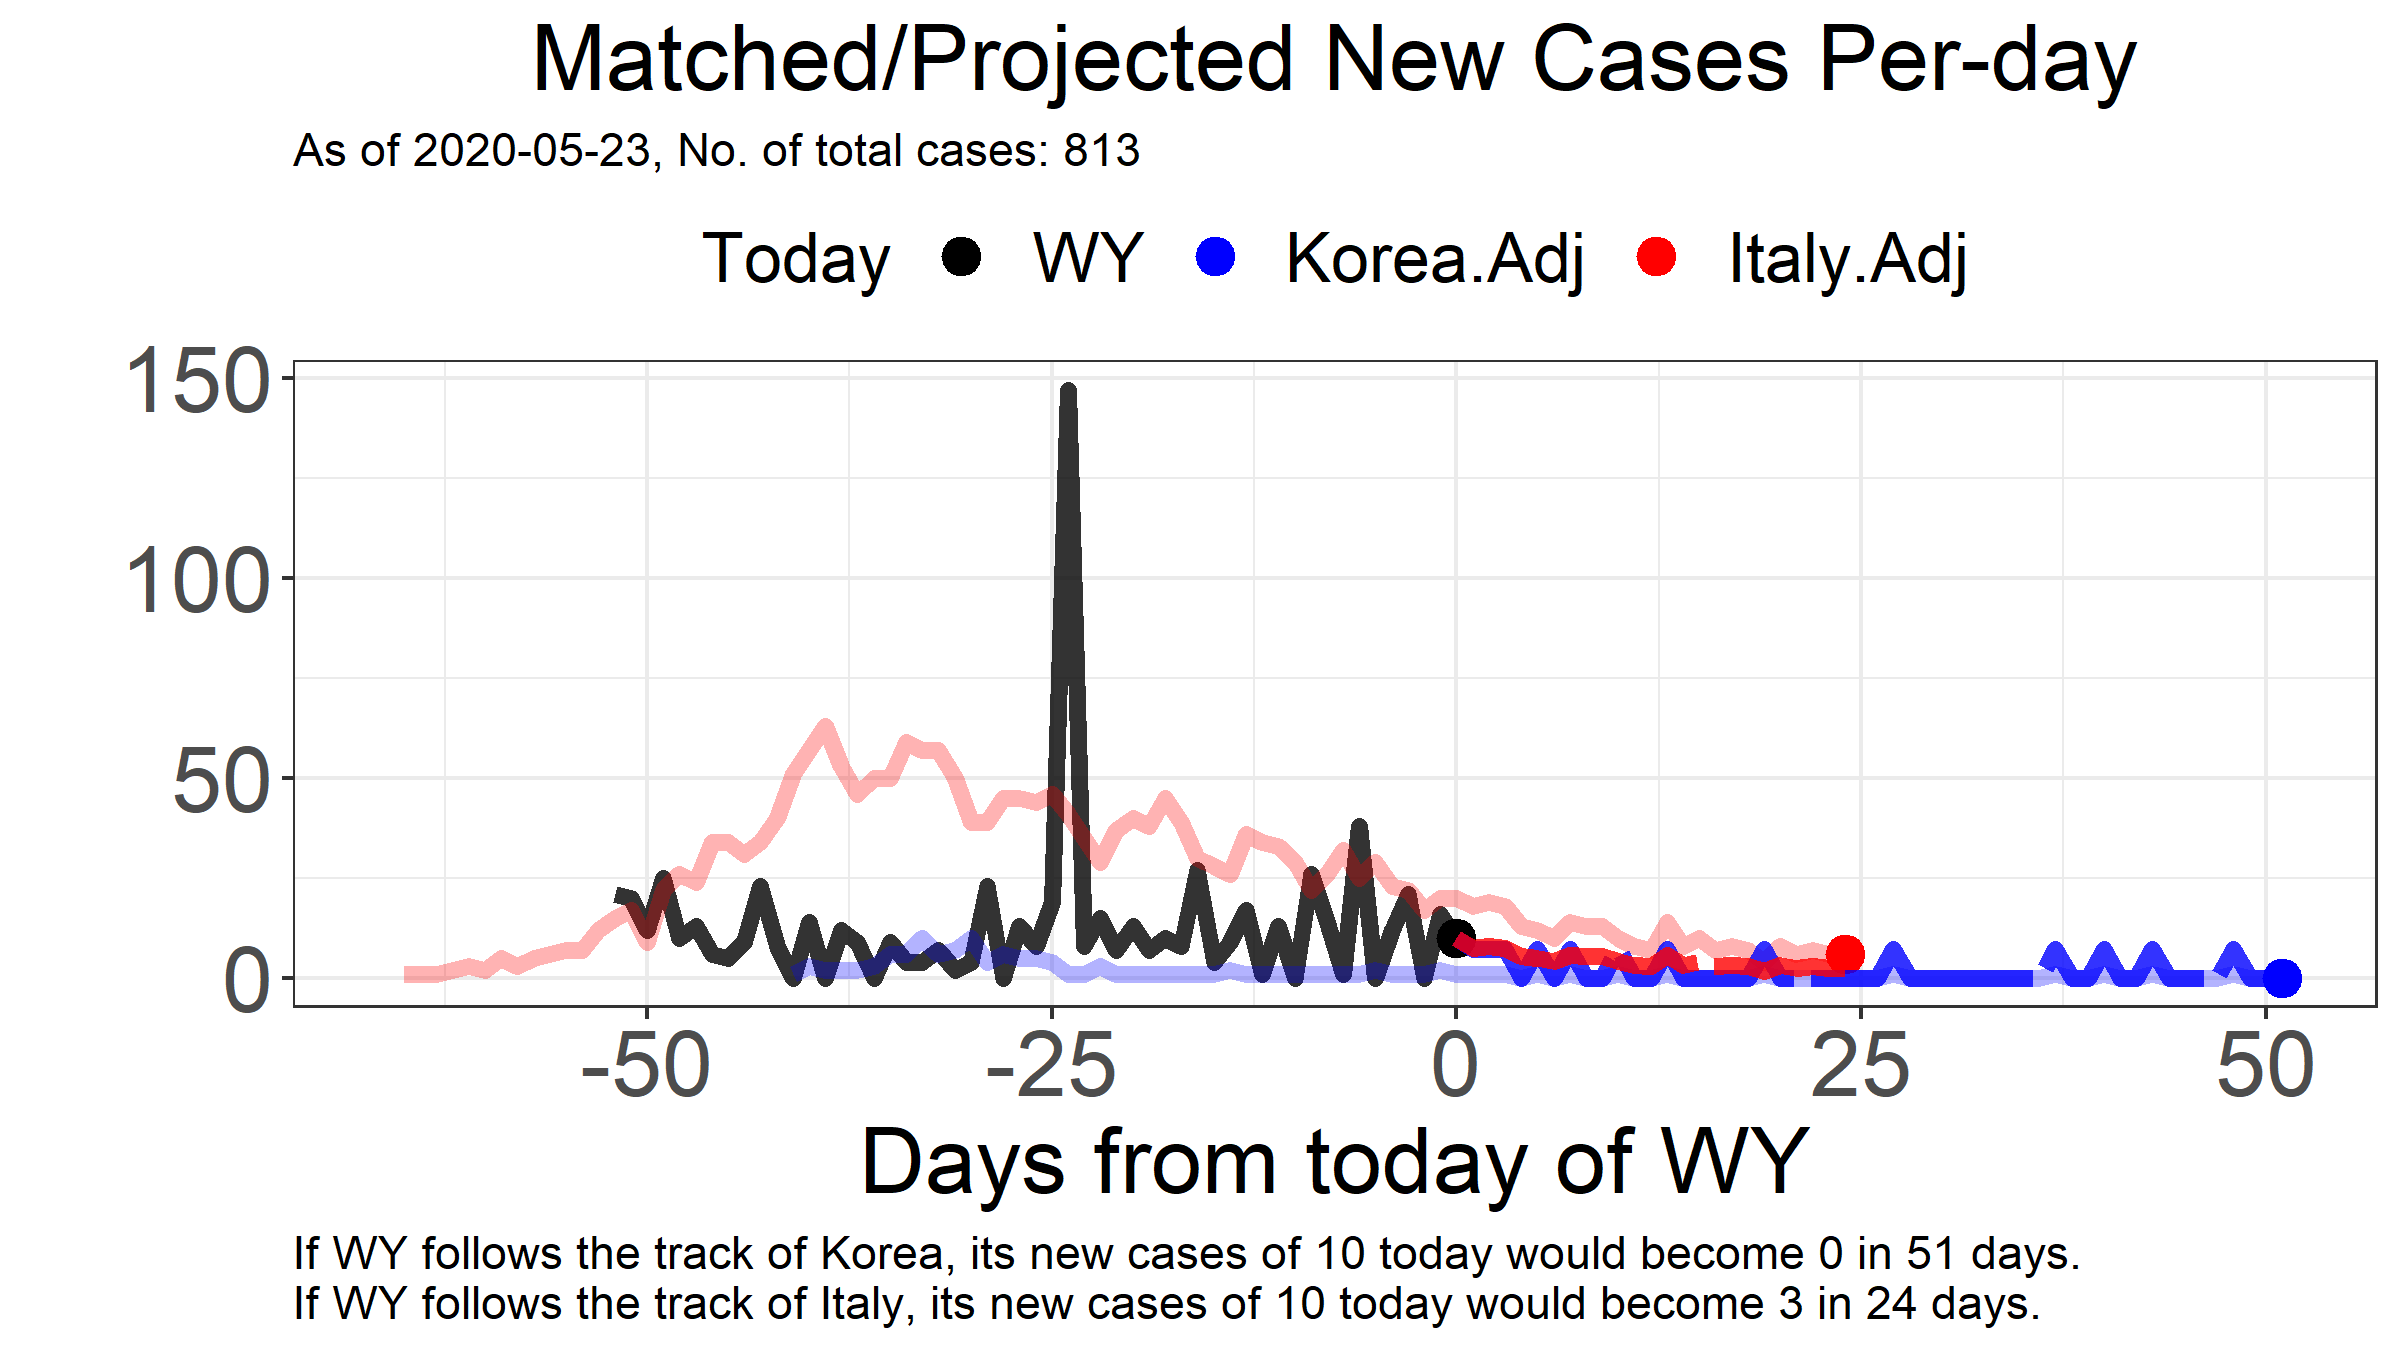 Matched/Projected New Cases Per-day
As of 2020-05-23, No. of total cases: 813
Today WY Korea.Adj Italy.Adj
150
100
50
0
-50 -25 0 25 50
Days from today of WY
If WY follows the track of Korea, its new cases of 10 today would become 0 in 51 days.
If WY follows the track of Italy, its new cases of 10 today would become 3 in 24 days.